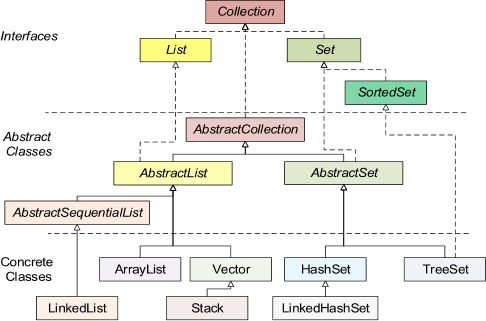 Collection
Interfaces
List
Set
SortedSet
Abstract
Classes
AbstractCollection
AbstractList
AbstractSet
AbstractSequentialList
Concrete
Classes
ArrayList
Vector
HashSet
TreeSet
LinkedList
Stack
LinkedHashSet